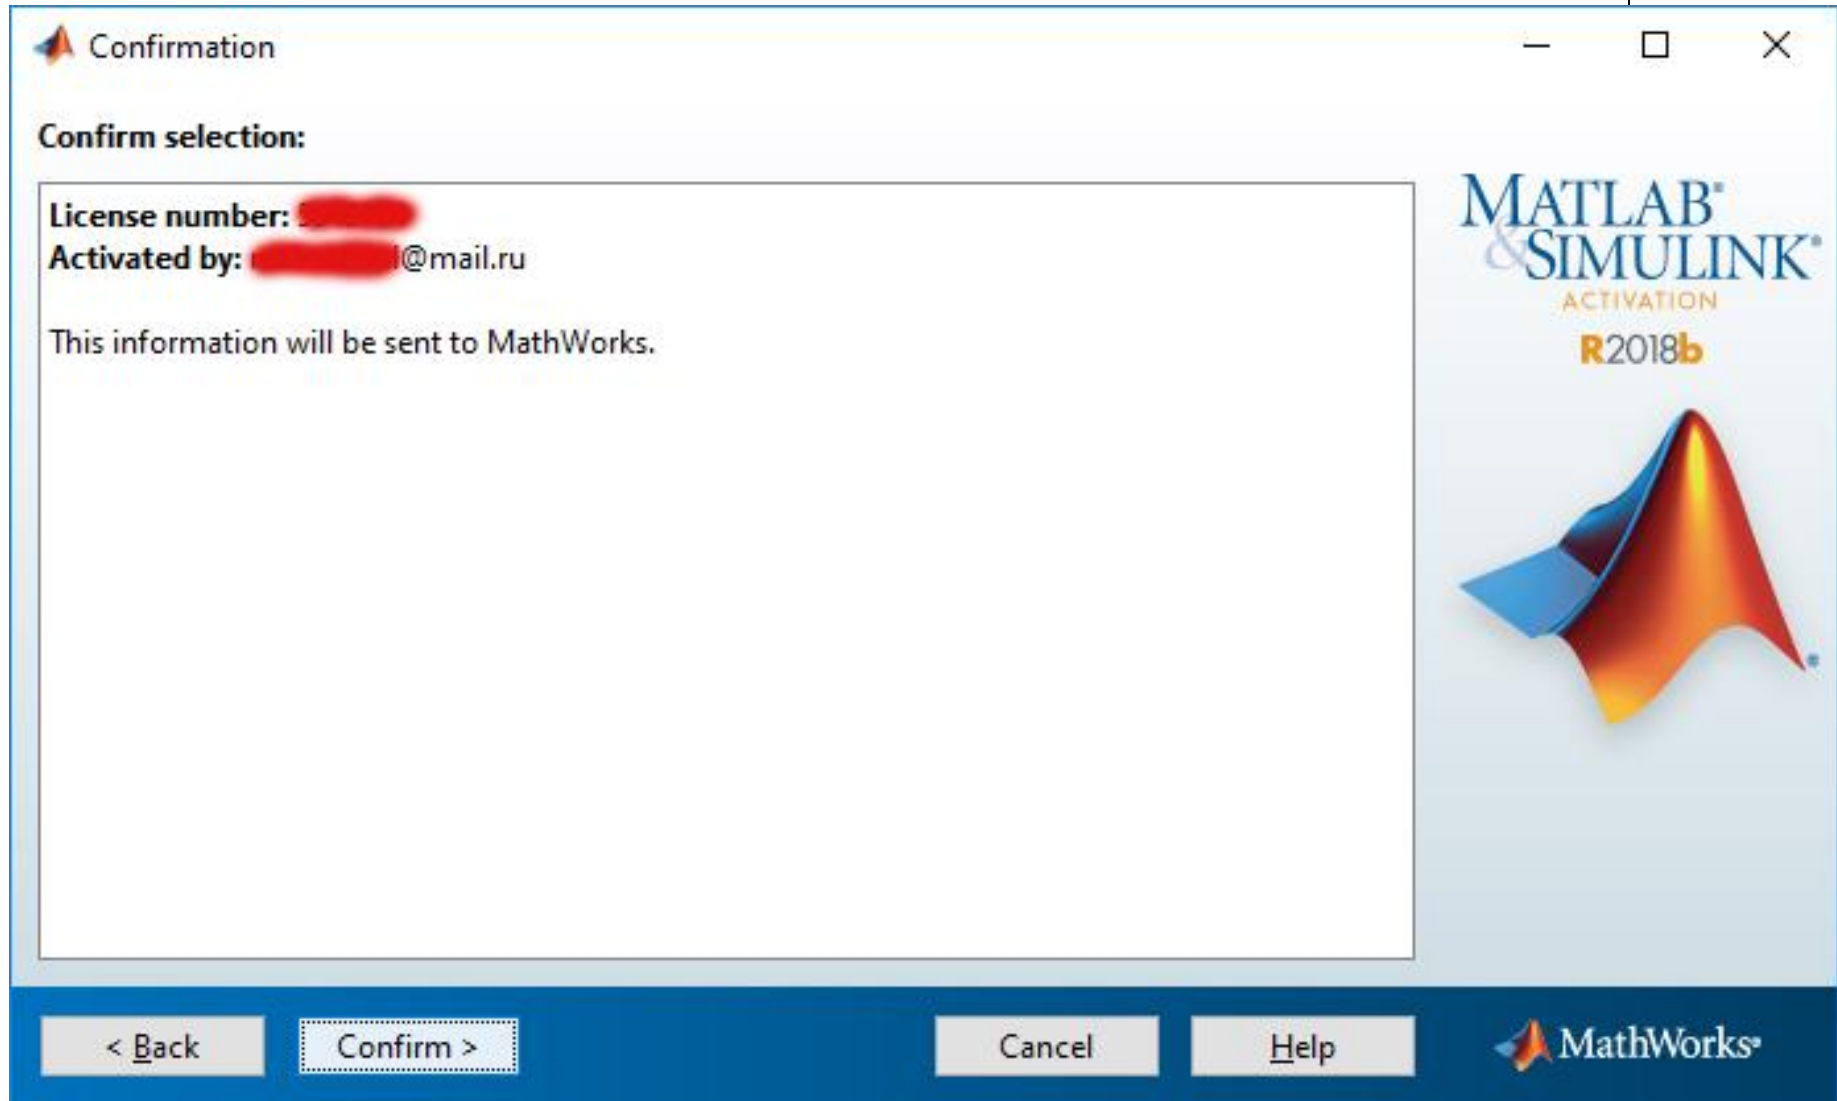 Confirmation
Confirm selection:
License number:
Activated by: @mail.ru
This information will be sent to MathWorks.
MATLAB®
&SIMULINK®
ACTIVATION
R2018b
< Back
Confirm >
Cancel
Help
MathWorks®